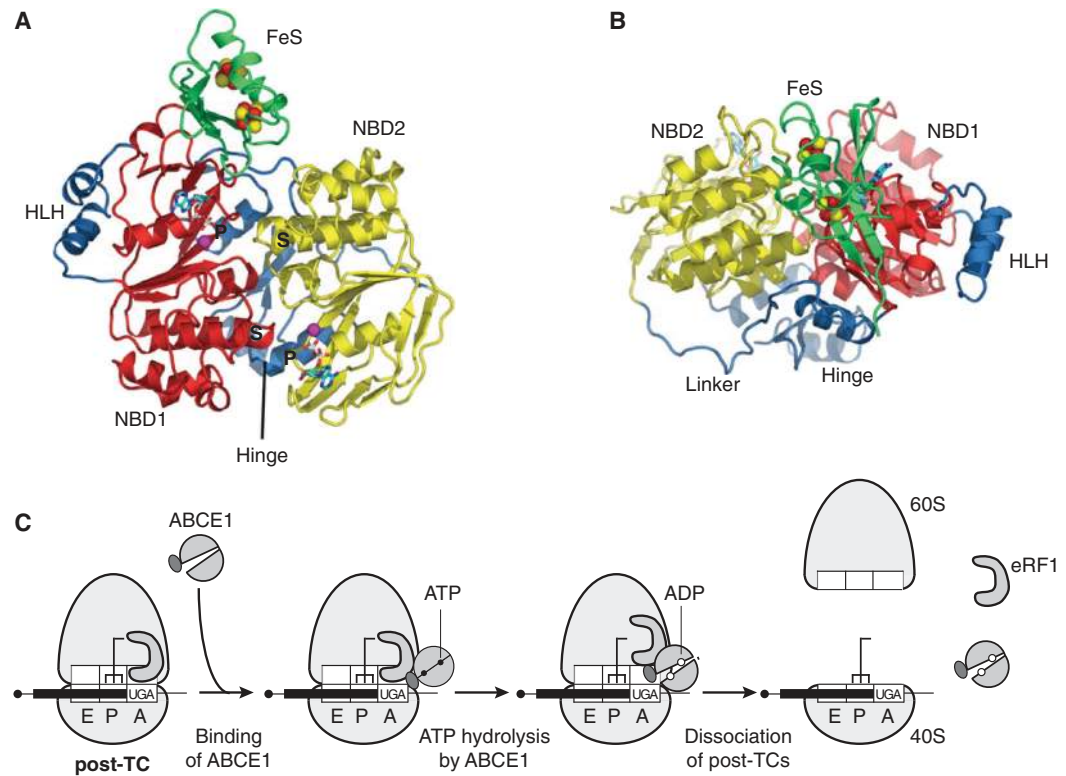 A
FeS
NBD2
HLH
P
S
S
P
NBD1
Hinge
B
FeS
NBD2
NBD1
HLH
Linker
Hinge
C
ABCE1
UGA
E P A
post-TC
Binding
of ABCE1
ATP
UGA
E P A
ATP hydrolysis
by ABCE1
ADP
UGA
E P A
Dissociation
of post-TCs
60S
eRF1
UGA
E P A
40S